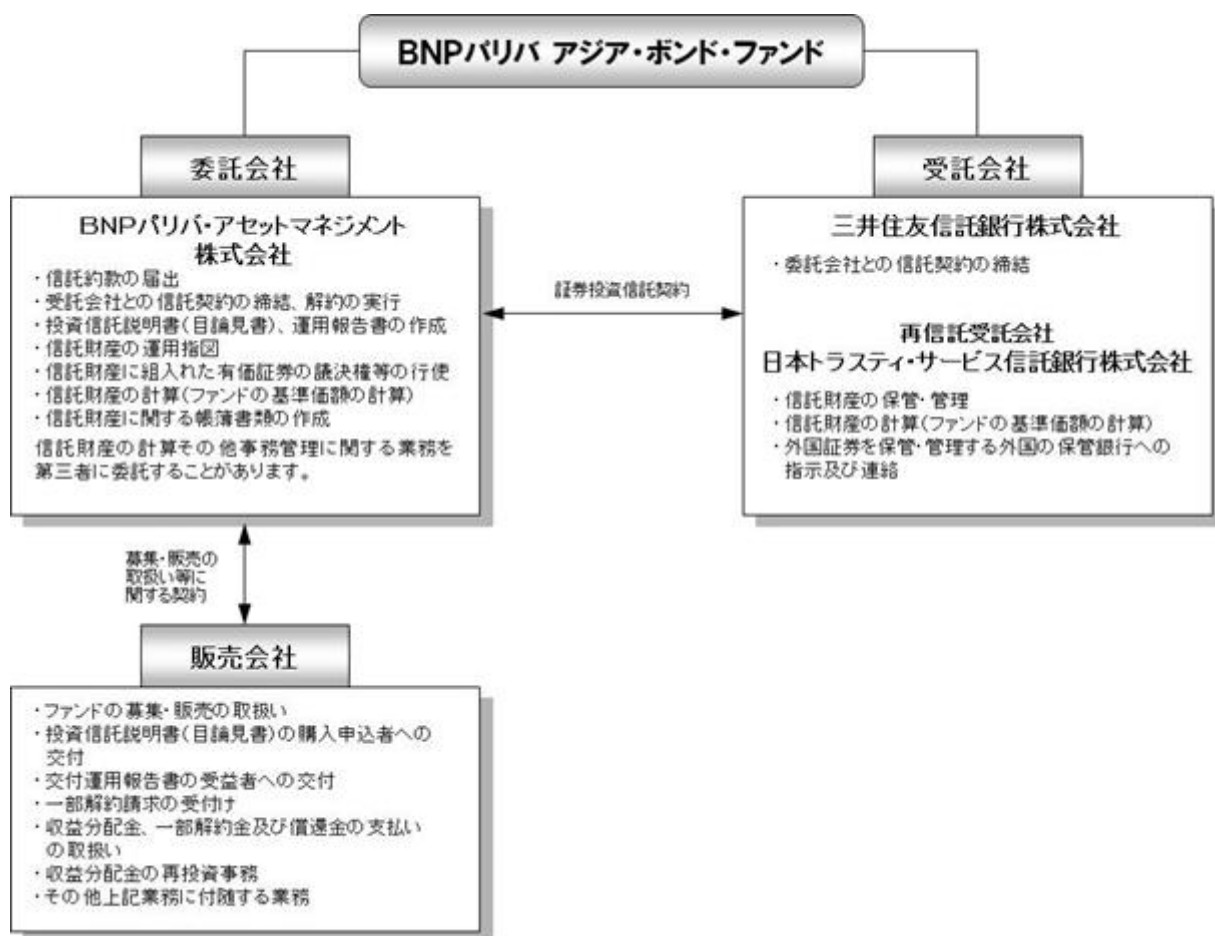 BNPパリバ アジア・ボンド・ファンド
委託会社
BNPパリバ・アセットマネジメント
株式会社
・信託約款の届出
・受託会社との信託契約の締結、解約の実行
・投資信託説明書(目論見書)、運用報告書の作成
・信託財産の運用指図
・信託財産に組入れた有価証券の議決権等の行使
・信託財産の計算(ファンドの基準価額の計算)
・信託財産に関する帳簿書類の作成
信託財産の計算その他事務管理に関する業務を
第三者に委託することがあります。
証券投資信託契約
受託会社
三井住友信託銀行株式会社
・委託会社との信託契約の締結
再信託受託会社
日本トラスティ・サービス信託銀行株式会社
・信託財産の保管・管理
・信託財産の計算(ファンドの基準価額の計算)
・外国証券を保管・管理する外国の保管銀行への
指示及び連絡
募集・販売の
取扱い等に
関する契約
販売会社
・ファンドの募集・販売の取扱い
・投資信託説明書(目論見書)の購入申込者への
交付
・交付運用報告書の受益者への交付
・一部解約請求の受付け
・収益分配金、一部解約金及び償還金の支払い
の取扱い
・収益分配金の再投資事務
・その他上記業務に付随する業務